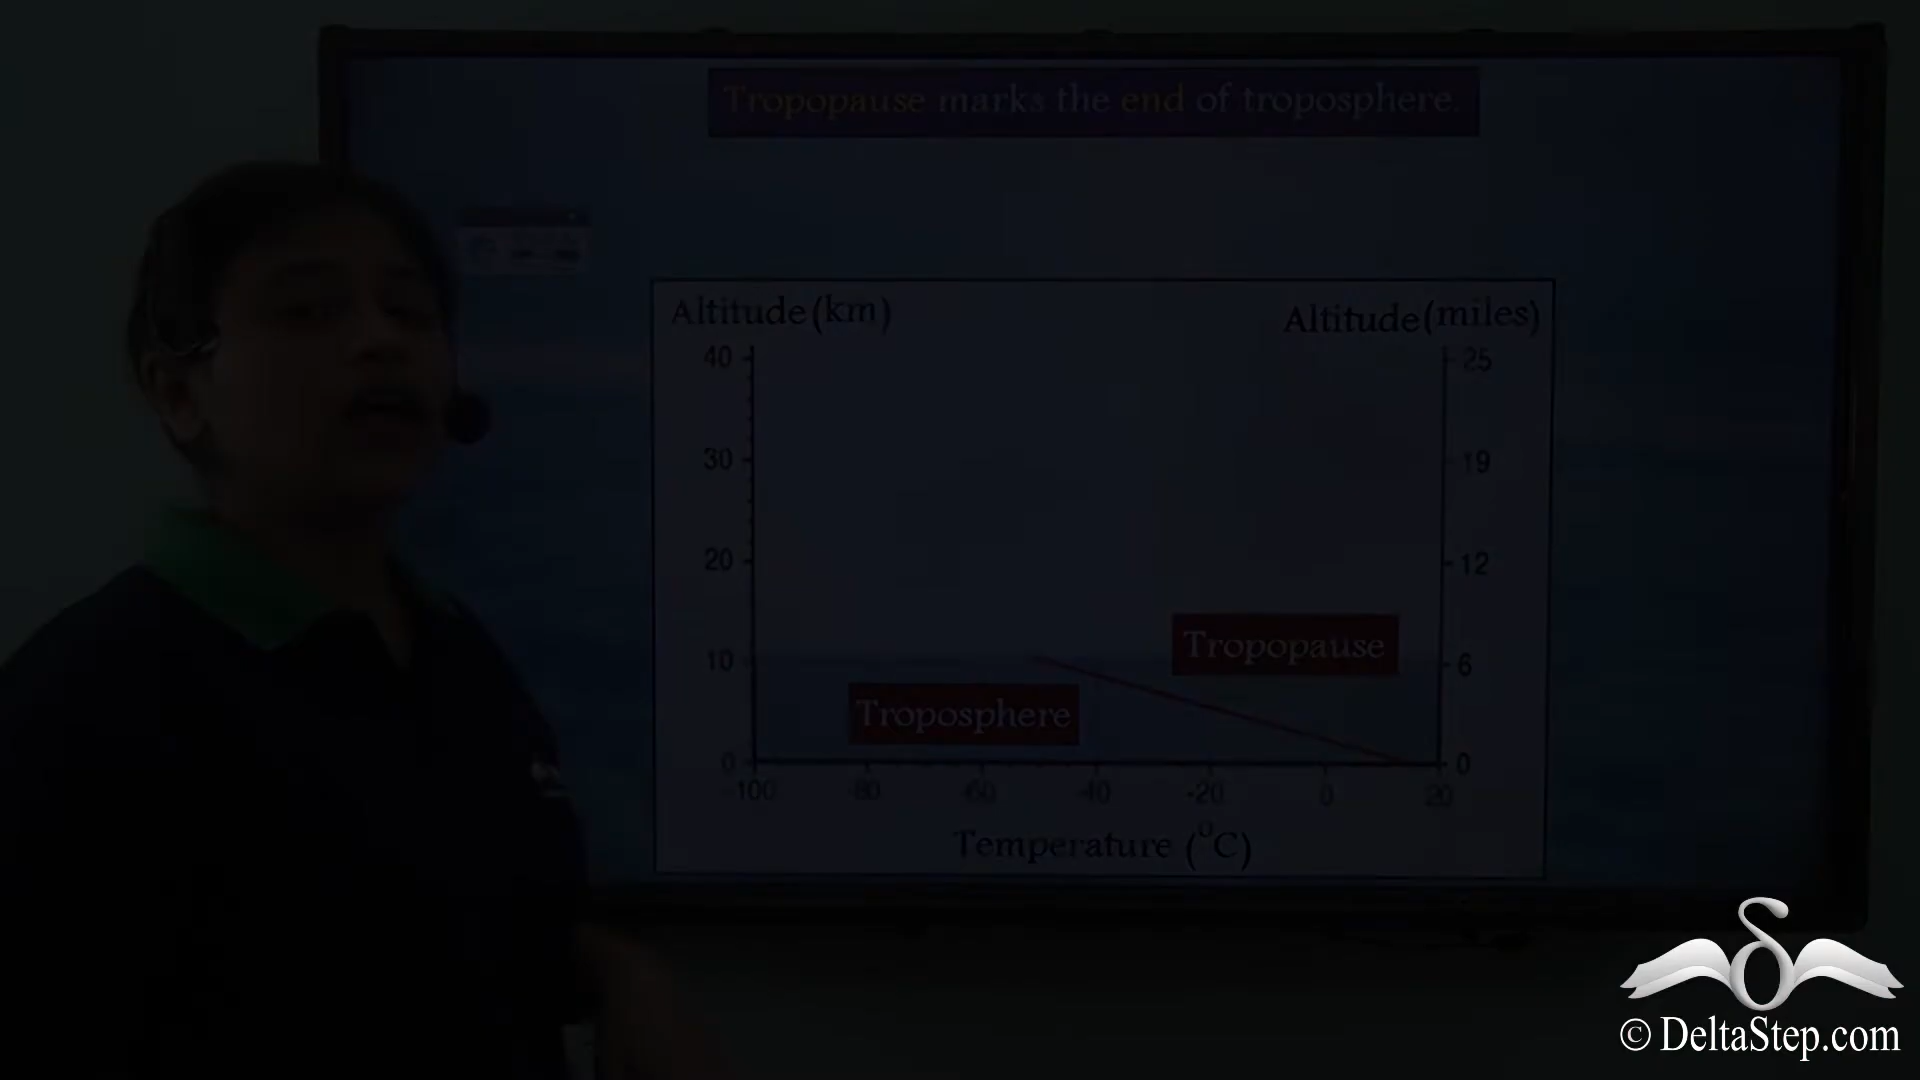 Tropopause marks the end of troposphere.
Altitude (km)
Altitude (miles)
40
25
30
19
20
12
Tropopause
10
6
Troposphere
0
0
-100
-80
-60
-40
-20
0
20
Temperature (°C)
© DeltaStep.com